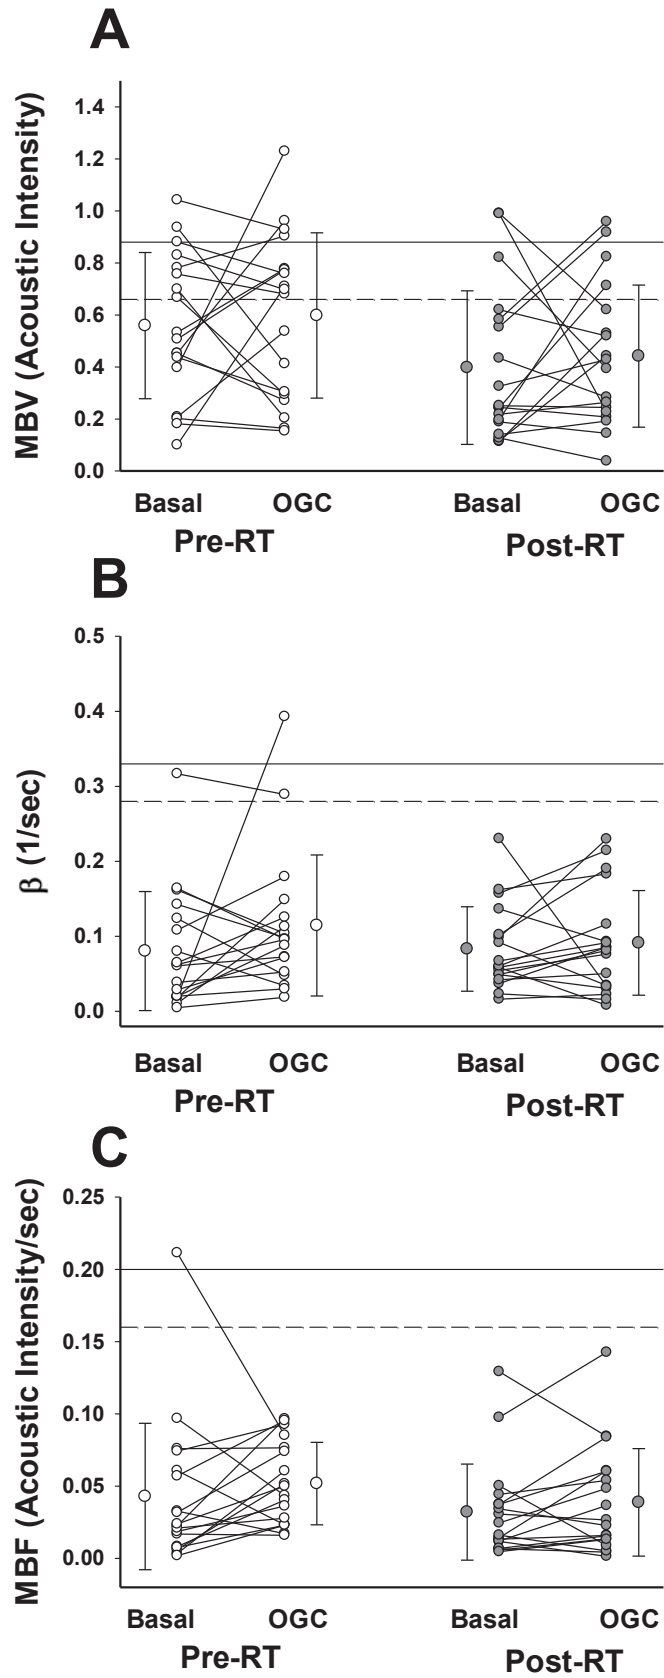 A
MBV (Acoustic Intensity)
1.4
1.2
1.0
0.8
0.6
0.4
0.2
0.0
Basal OGC Basal OGC
Pre-RT Post-RT
B
β (1/sec)
0.5
0.4
0.3
0.2
0.1
0.0
Basal OGC Basal OGC
Pre-RT Post-RT
C
MBF (Acoustic Intensity/sec)
0.25
0.20
0.15
0.10
0.05
0.00
Basal OGC Basal OGC
Pre-RT Post-RT